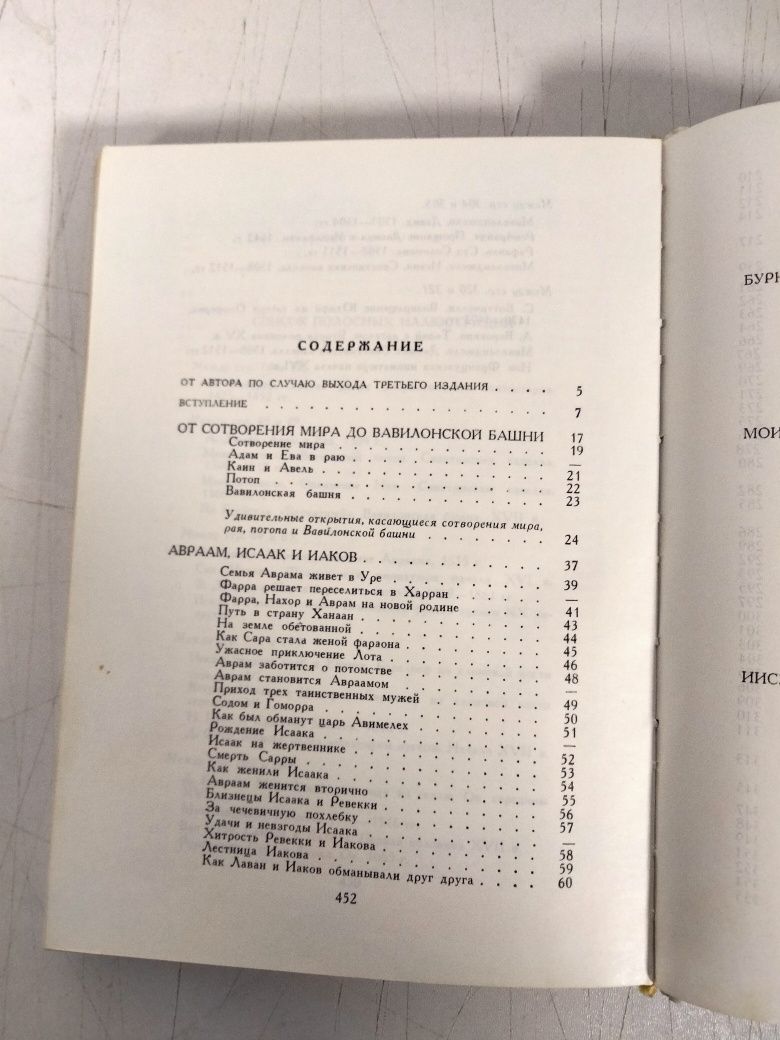 СОДЕРЖАНИЕ
ОТ АВТОРА ПО СЛУЧАЮ ВЫХОДА ТРЕТЬЕГО ИЗДАНИЯ . . . . 5
ВСТУПЛЕНИЕ . . . . . . . . . . . . . . . . 7
ОТ СОТВОРЕНИЯ МИРА ДО ВАВИЛОНСКОЙ БАШНИ 17
Сотворение мира . . . . . . . . . . . . 19
Адам и Ева в раю . . . . . . . . . . . —
Каин и Авель . . . . . . . . . . . . . 21
Потоп . . . . . . . . . . . . . . . 22
Вавилонская башня . . . . . . . . . . . 23
Удивительные открытия, касающиеся сотворения мира,
рая, потопа и Вавилонской башни . . . . . . . 24
АВРААМ, ИСААК И ИАКОВ . . . . . . . . . . . 37
Семья Аврама живет в Уре . . . . . . . . . 39
Фарра решает переселиться в Харран . . . . . —
Фарра, Нахор и Аврам на новой родине . . . . 41
Путь в страну Ханаан . . . . . . . . . . 43
На земле обетованной . . . . . . . . . . 44
Как Сара стала женой фараона . . . . . . . 45
Ужасное приключение Лота . . . . . . . . . 46
Аврам заботится о потомстве . . . . . . . . 48
Аврам становится Авраамом . . . . . . . . —
Приход трех таинственных мужей . . . . . . . 49
Содом и Гоморра . . . . . . . . . . . . 50
Как был обманут царь Авимелех . . . . . . . 51
Рождение Исаака . . . . . . . . . . . . —
Исаак на жертвеннике . . . . . . . . . . 52
Смерть Сарры . . . . . . . . . . . . . 53
Как женили Исаака . . . . . . . . . . . 54
Авраам женится вторично . . . . . . . . . 55
Близнецы Исаака и Ревекки . . . . . . . . 56
За чечевичную похлебку . . . . . . . . . . 57
Удачи и невзгоды Исаака . . . . . . . . . —
Хитрость Ревекки и Иакова . . . . . . . . . 58
Лестница Иакова . . . . . . . . . . . . 59
Как Лаван и Иаков обманывали друг друга . . . . 60
452